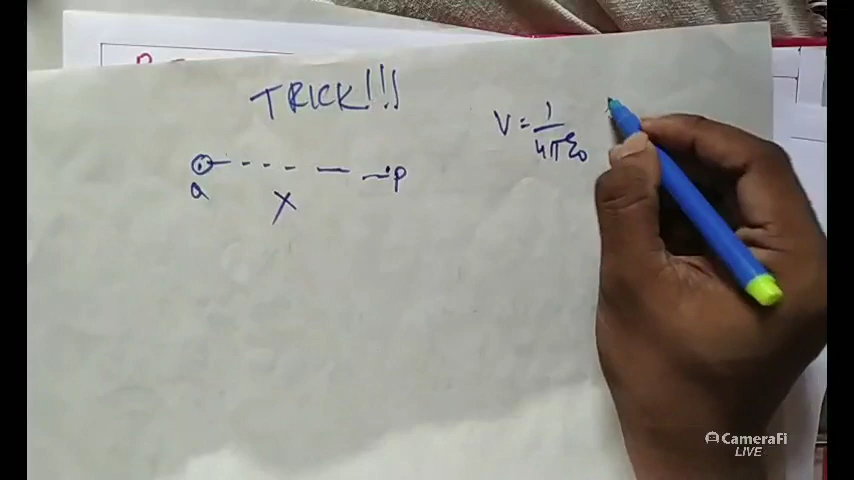 TRICK!!!
V = 1/4πε0
a
x
P
CameraFi
LIVE